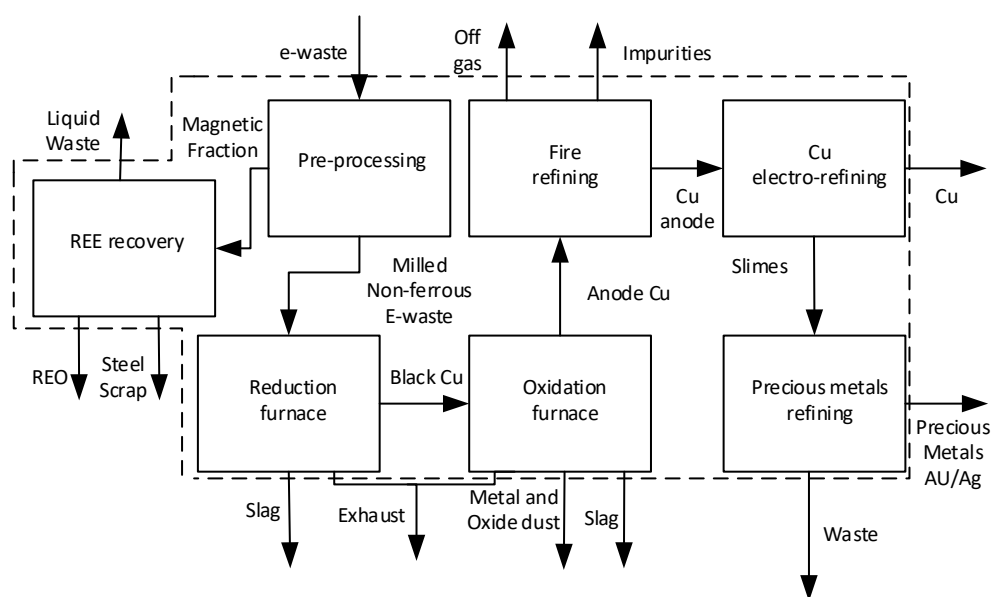 e-waste
Off
gas
Impurities
Liquid
Waste
Magnetic
Fraction
Pre-processing
Fire
refining
Cu
electro-refining
Cu
anode
Cu
REE recovery
Milled
Non-ferrous
E-waste
Anode Cu
Slimes
REO
Steel
Scrap
Reduction
furnace
Black Cu
Oxidation
furnace
Precious metals
refining
Precious
Metals
AU/Ag
Slag
Exhaust
Metal and
Oxide dust
Slag
Waste